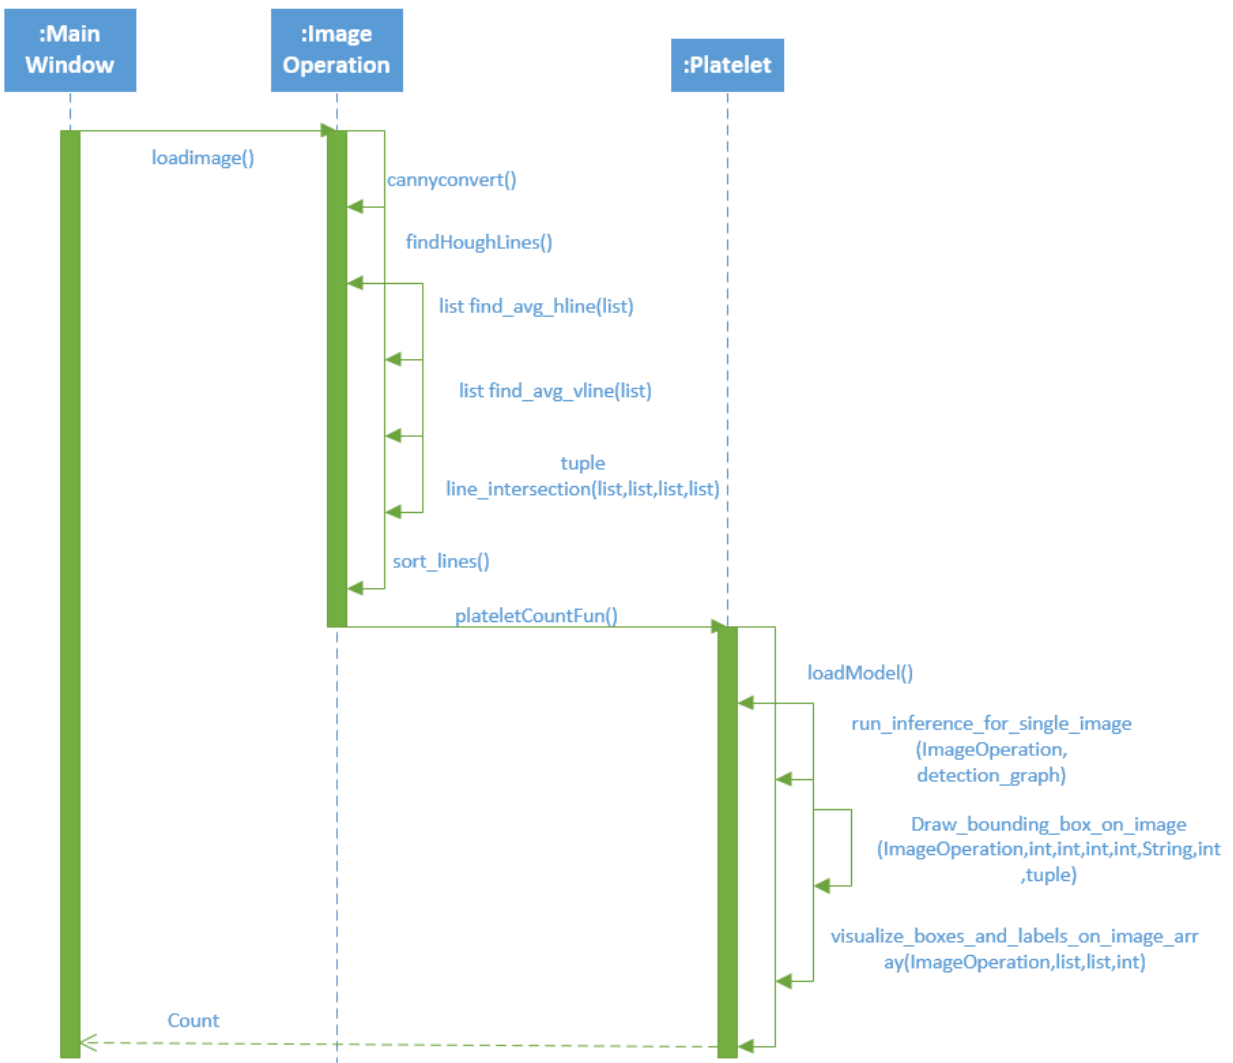 :Main
Window
:Image
Operation
:Platelet
loadimage()
cannyconvert()
findHoughLines()
list find_avg_hline(list)
list find_avg_vline(list)
tuple
line_intersection(list,list,list,list)
sort_lines()
plateletCountFun()
loadModel()
run_inference_for_single_image
(ImageOperation,
detection_graph)
Draw_bounding_box_on_image
(ImageOperation,int,int,int,int,String,int
,tuple)
visualize_boxes_and_labels_on_image_arr
ay(ImageOperation,list,list,int)
Count